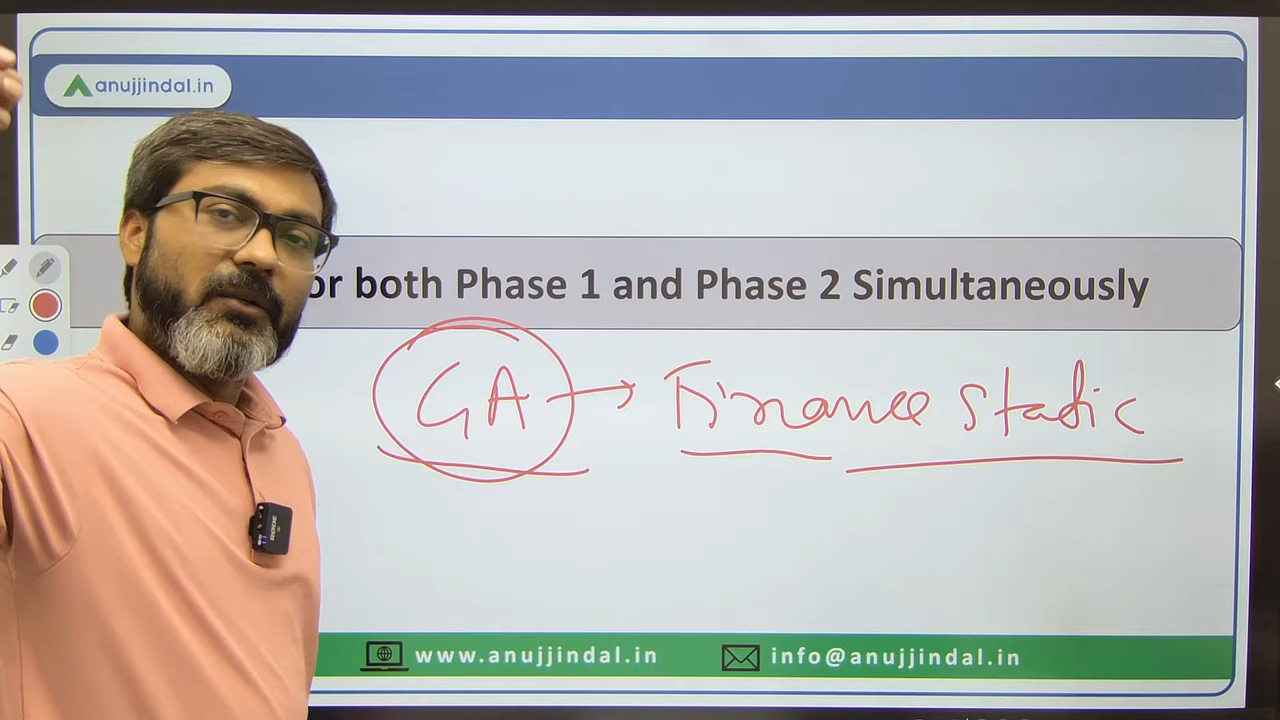 anujjindal.in
or both Phase 1 and Phase 2 Simultaneously
GA → Finance Static
www.anujjindal.in
info@anujjindal.in